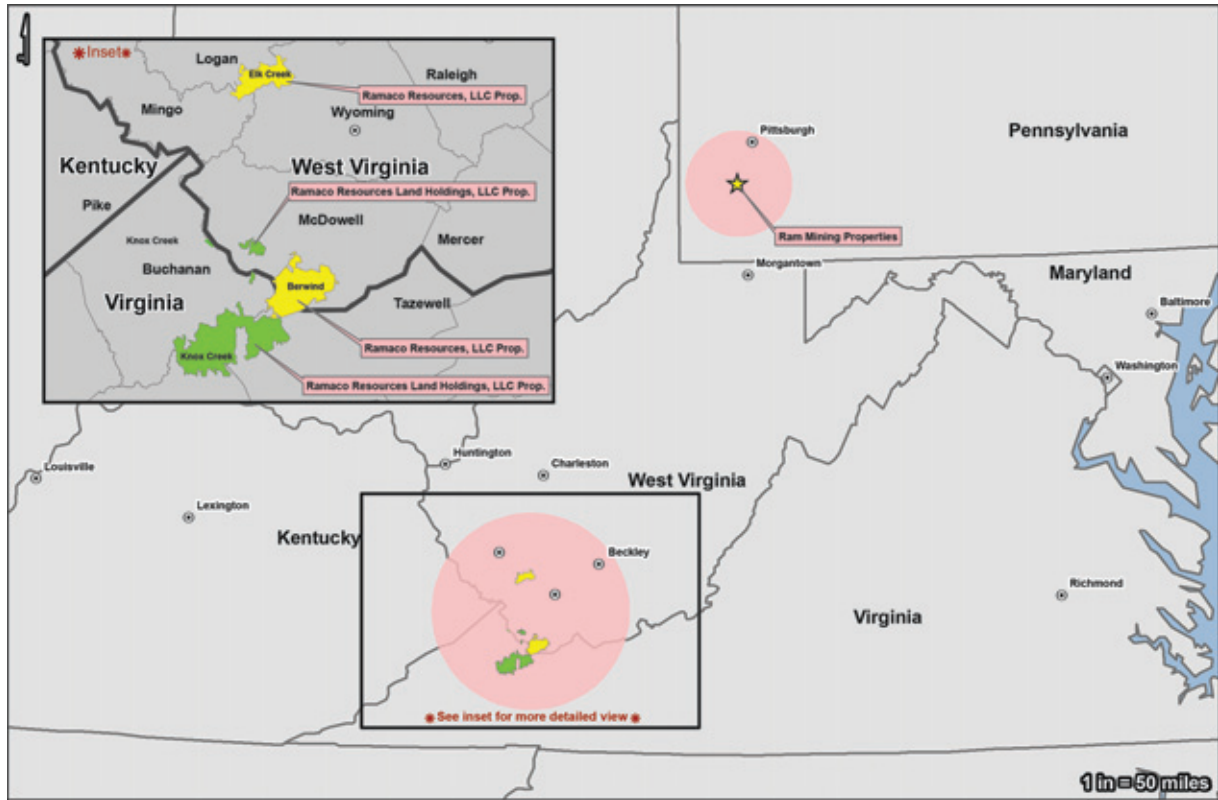 *Inset*
Logan
Elk Creek
Raleigh
Ramaco Resources, LLC Prop.
Mingo
Wyoming
Kentucky
West Virginia
Ramaco Resources Land Holdings, LLC Prop.
Pike
McDowell
Knox Creek
Mercer
Buchanan
Berwind
Virginia
Tazewell
Ramaco Resources, LLC Prop.
Knox Creek
Ramaco Resources Land Holdings, LLC Prop.
Pittsburgh
Pennsylvania
Ram Mining Properties
Morgantown
Maryland
Baltimore
Washington
Huntington
Louisville
Charleston
West Virginia
Lexington
Kentucky
Beckley
Richmond
Virginia
* See inset for more detailed view *
1 in = 50 miles